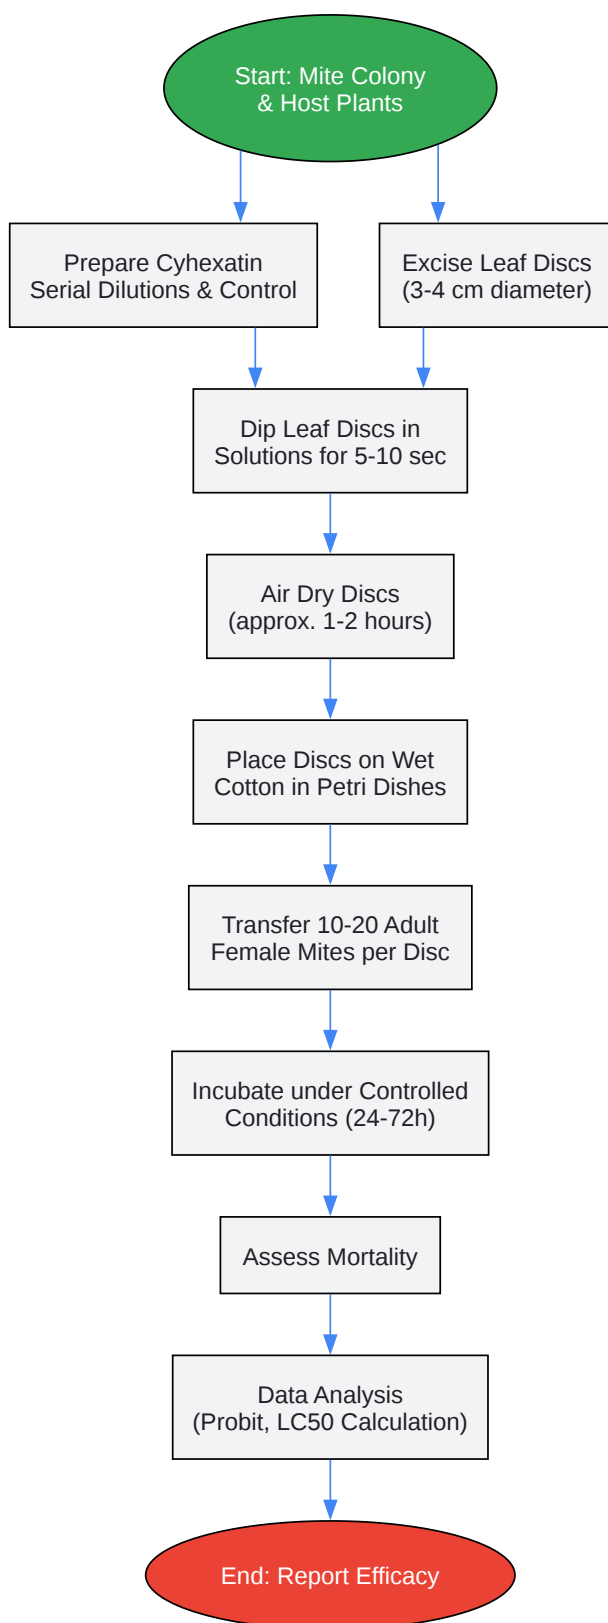 Start: Mite Colony
& Host Plants
Prepare Cyhexatin
Serial Dilutions & Control
Excise Leaf Discs
(3-4 cm diameter)
Dip Leaf Discs in
Solutions for 5-10 sec
Air Dry Discs
(approx. 1-2 hours)
Place Discs on Wet
Cotton in Petri Dishes
Transfer 10-20 Adult
Female Mites per Disc
Incubate under Controlled
Conditions (24-72h)
Assess Mortality
Data Analysis
(Probit, LC50 Calculation)
End: Report Efficacy